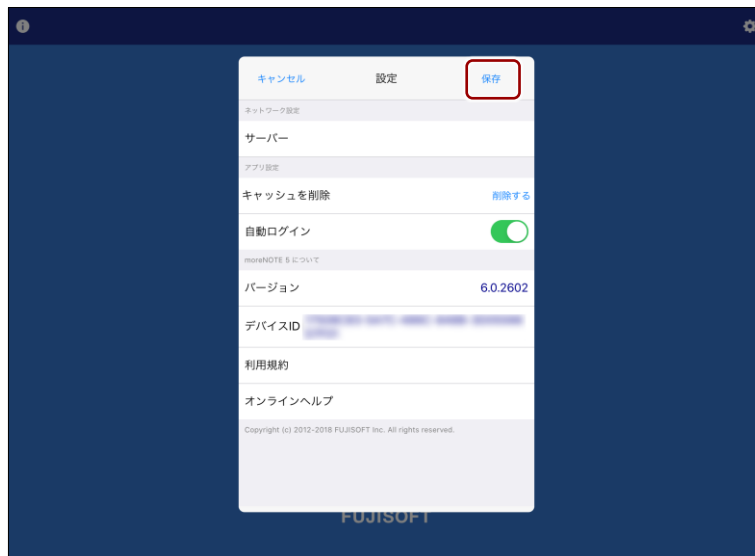 キャンセル 設定 保存
ネットワーク設定
サーバー
アプリ設定
キャッシュを削除 削除する
自動ログイン
moreNOTE 5 について
バージョン 6.0.2602
デバイスID
利用規約
オンラインヘルプ
Copyright (c) 2012-2018 FUJISOFT Inc. All rights reserved.
FUJISOFT